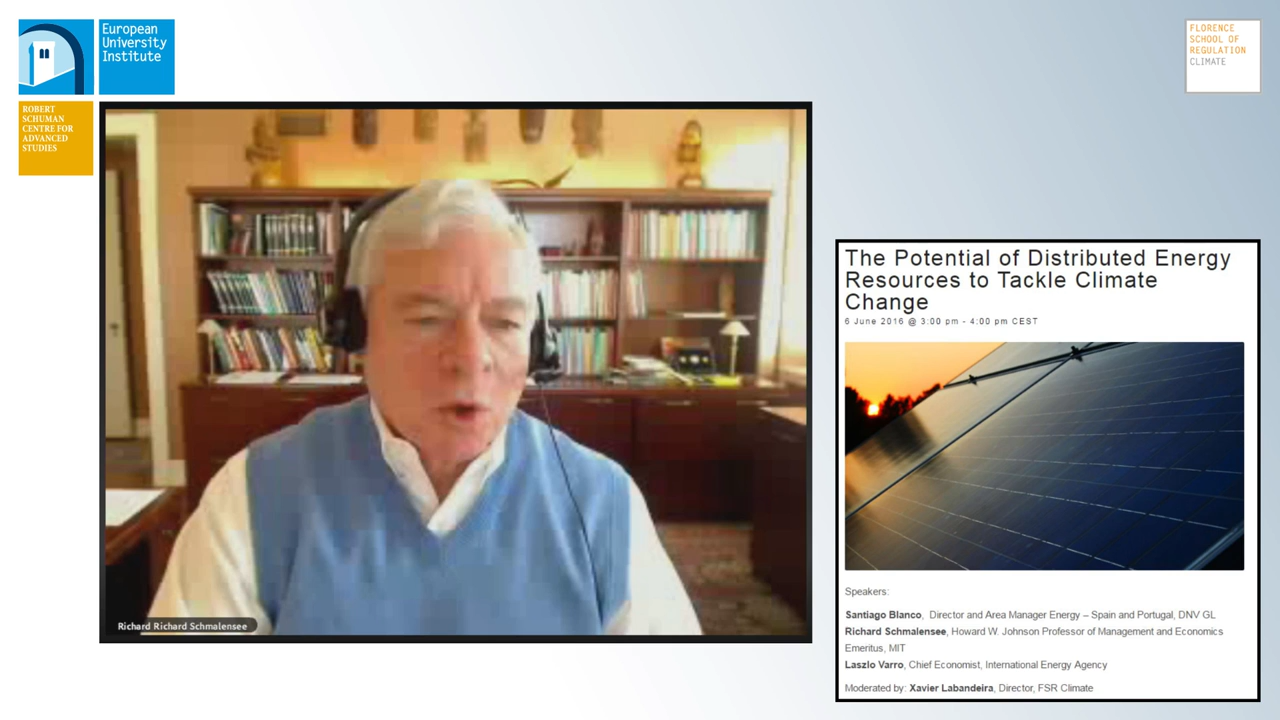 European
University
Institute
ROBERT
SCHUMAN
CENTRE FOR
ADVANCED
STUDIES
FLORENCE
SCHOOL OF
REGULATION
CLIMATE
Richard Richard Schmalensee
The Potential of Distributed Energy
Resources to Tackle Climate
Change
6 June 2016 @ 3:00 pm - 4:00 pm CEST
Speakers:
Santiago Blanco, Director and Area Manager Energy – Spain and Portugal, DNV GL
Richard Schmalensee, Howard W. Johnson Professor of Management and Economics
Emeritus, MIT
Laszlo Varro, Chief Economist, International Energy Agency
Moderated by: Xavier Labandeira, Director, FSR Climate